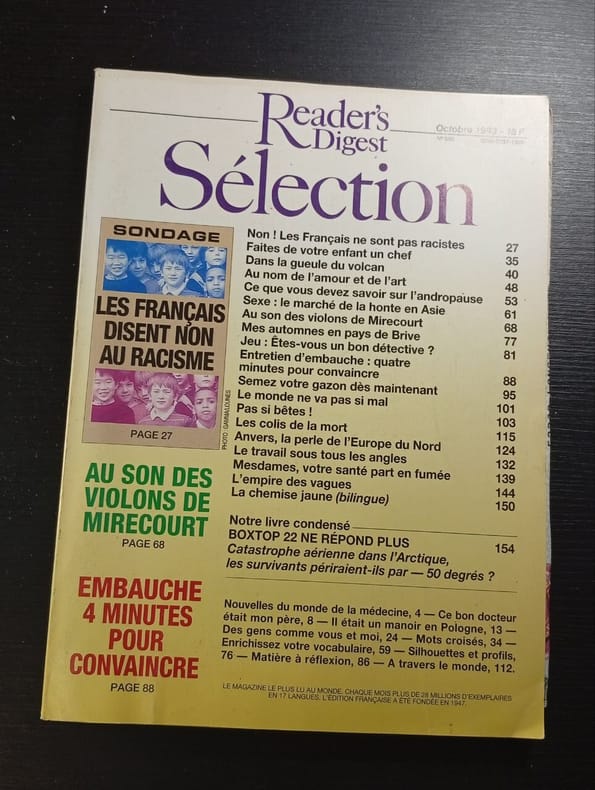 Reader's
Digest
Octobre 1993 - 18 F
Sélection
SONDAGE
LES FRANÇAIS
DISENT NON
AU RACISME
PAGE 27
AU SON DES
VIOLONS DE
MIRECOURT
PAGE 68
EMBAUCHE
4 MINUTES
POUR
CONVAINCRE
PAGE 88
Non ! Les Français ne sont pas racistes 27
Faites de votre enfant un chef 35
Dans la gueule du volcan 40
Au nom de l'amour et de l'art 48
Ce que vous devez savoir sur l'andropause 53
Sexe : le marché de la honte en Asie 61
Au son des violons de Mirecourt 68
Mes automnes en pays de Brive 77
Jeu : Êtes-vous un bon détective ? 81
Entretien d'embauche : quatre
minutes pour convaincre 88
Semez votre gazon dès maintenant 95
Le monde ne va pas si mal 101
Pas si bêtes ! 103
Les colis de la mort 115
Anvers, la perle de l'Europe du Nord 124
Le travail sous tous les angles 132
Mesdames, votre santé part en fumée 139
L'empire des vagues 144
La chemise jaune (bilingue) 150
Notre livre condensé
BOXTOP 22 NE RÉPOND PLUS 154
Catastrophe aérienne dans l'Arctique,
les survivants périraient-ils par — 50 degrés ?
Nouvelles du monde de la médecine, 4 — Ce bon docteur
était mon père, 8 — Il était un manoir en Pologne, 13 —
Des gens comme vous et moi, 24 — Mots croisés, 34 —
Enrichissez votre vocabulaire, 59 — Silhouettes et profils,
76 — Matière à réflexion, 86 — A travers le monde, 112.
LE MAGAZINE LE PLUS LU AU MONDE. CHAQUE MOIS PLUS DE 28 MILLIONS D'EXEMPLAIRES
EN 17 LANGUES. L'ÉDITION FRANÇAISE A ÉTÉ FONDÉE EN 1947.